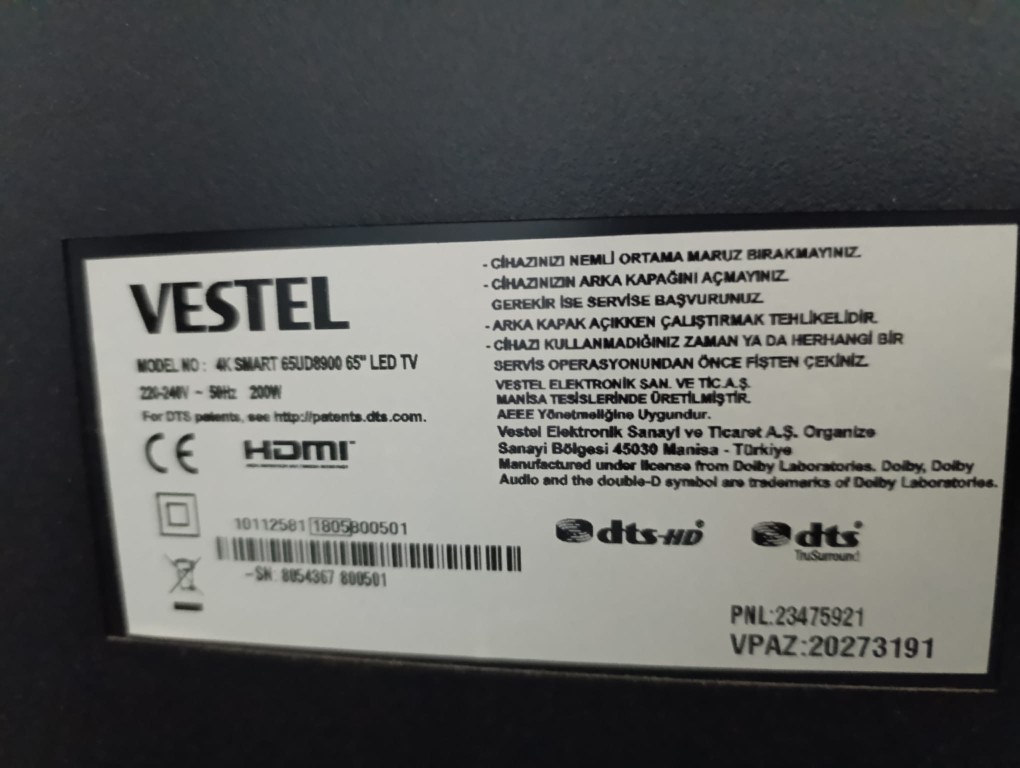 VESTEL
MODEL NO : 4K SMART 65UD8900 65" LED TV
220-240V ~ 50Hz 200W
For DTS patents, see http://patents.dts.com.
CE HDMI
10112581 1805800501
-SN: 8054367 800501
- CİHAZINIZI NEMLİ ORTAMA MARUZ BIRAKMAYINIZ.
- CİHAZINIZIN ARKA KAPAĞINI AÇMAYINIZ.
GEREKİR İSE SERVİSE BAŞVURUNUZ.
- ARKA KAPAK AÇIKKEN ÇALIŞTIRMAK TEHLİKELİDİR.
- CİHAZI KULLANMADIĞINIZ ZAMAN YA DA HERHANGİ BİR
SERVİS OPERASYONUNDAN ÖNCE FİŞTEN ÇEKİNİZ.
VESTEL ELEKTRONİK SAN. VE TİC.A.Ş.
MANİSA TESİSLERİNDE ÜRETİLMİŞTİR.
AEEE Yönetmeliğine Uygundur.
Vestel Elektronik Sanayi ve Ticaret A.Ş. Organize
Sanayi Bölgesi 45030 Manisa - Türkiye
Manufactured under license from Dolby Laboratories. Dolby, Dolby
Audio and the double-D symbol are trademarks of Dolby Laboratories.
dts-HD dts
TruSurround
PNL:23475921
VPAZ:20273191